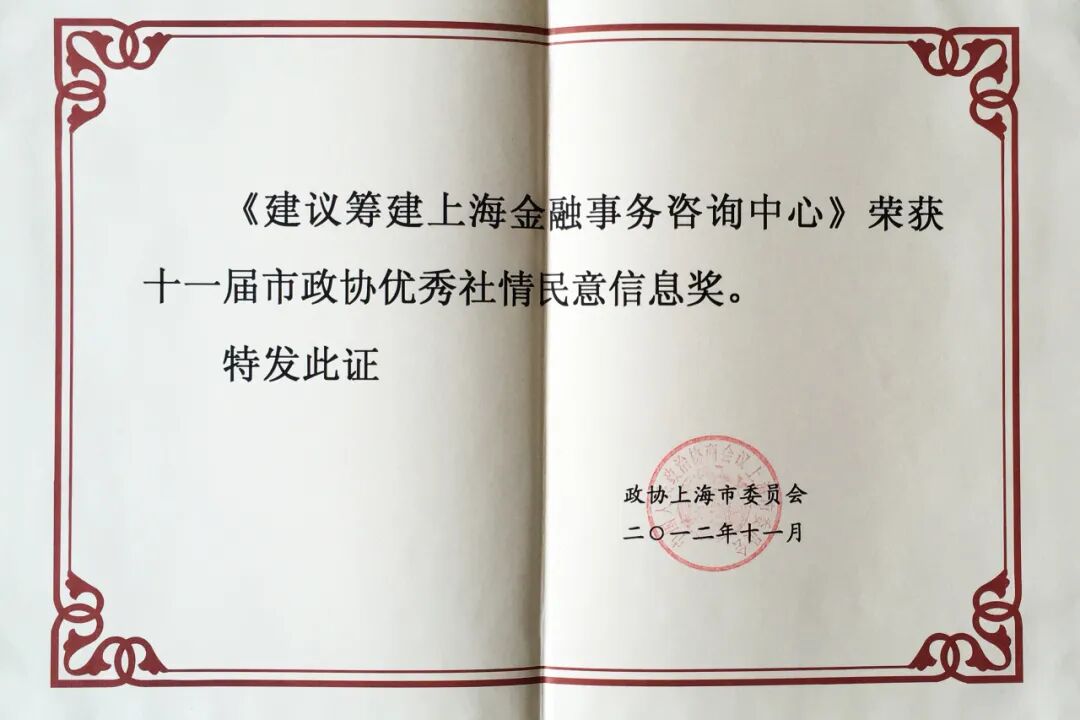 《建议筹建上海金融事务咨询中心》荣获
十一届市政协优秀社情民意信息奖。
特发此证
政协上海市委员会
二〇一二年十一月